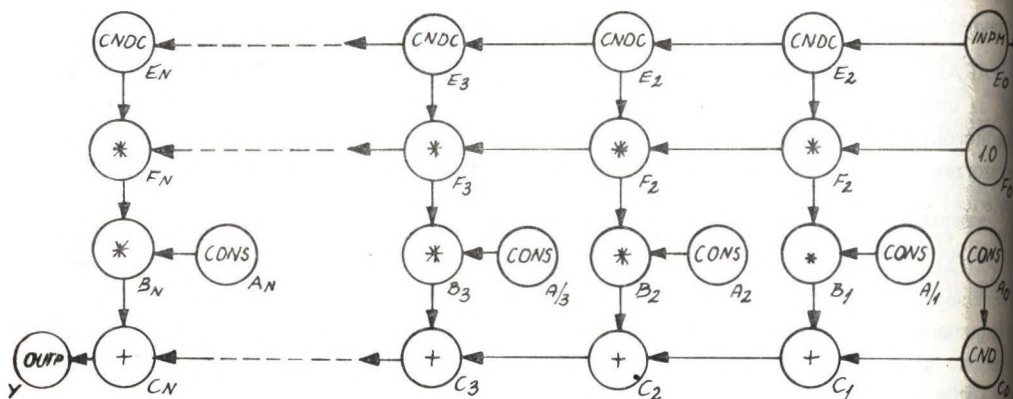 CNDC CNDC CNDC CNDC INPM
EN E3 E2 E2 E0
* * * * 1.0
FN F3 F2 F2 F0
* CONS * CONS * CONS * CONS CONS
BN AN B3 A/3 B2 A2 B1 A/1 A0
OUTP + + + + CND
Y CN C3 C2 C1 C0